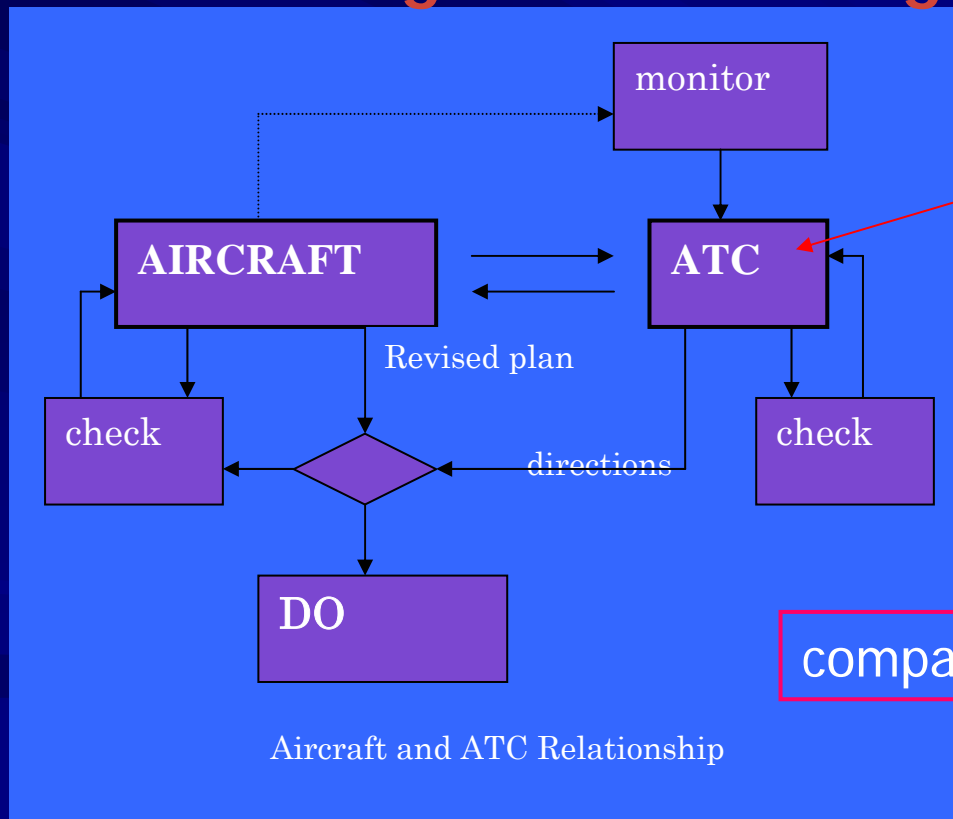 monitor
AIRCRAFT
ATC
Revised plan
check
check
directions
DO
Aircraft and ATC Relationship